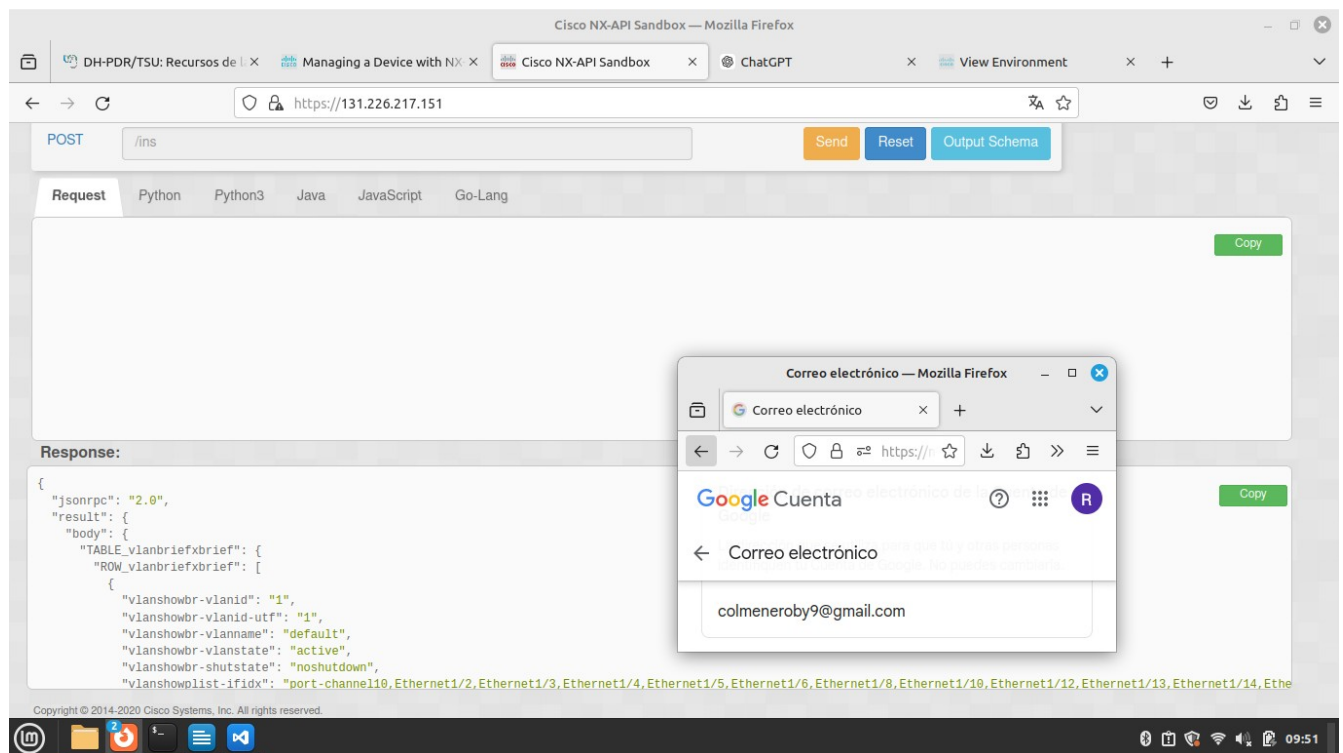 Cisco NX-API Sandbox — Mozilla Firefox
DH-PDR/TSU: Recursos de la
Managing a Device with NX-
Cisco NX-API Sandbox
ChatGPT
View Environment
https://131.226.217.151
POST
/ins
Send
Reset
Output Schema
Request
Python
Python3
Java
JavaScript
Go-Lang
Copy
Response:
{
"jsonrpc": "2.0",
"result": {
"body": {
"TABLE_vlanbriefxbrief": {
"ROW_vlanbriefxbrief": [
{
"vlanshowbr-vlanid": "1",
"vlanshowbr-vlanid-utf": "1",
"vlanshowbr-vlanname": "default",
"vlanshowbr-vlanstate": "active",
"vlanshowbr-shutstate": "noshutdown",
"vlanshowplist-ifidx": "port-channel10,Ethernet1/2,Ethernet1/3,Ethernet1/4,Ethernet1/5,Ethernet1/6,Ethernet1/8,Ethernet1/10,Ethernet1/12,Ethernet1/13,Ethernet1/14,Ethe
Copy
Correo electrónico — Mozilla Firefox
Correo electrónico
https://
Google Cuenta
R
Correo electrónico
colmeneroby9@gmail.com
Copyright © 2014-2020 Cisco Systems, Inc. All rights reserved.
2
09:51